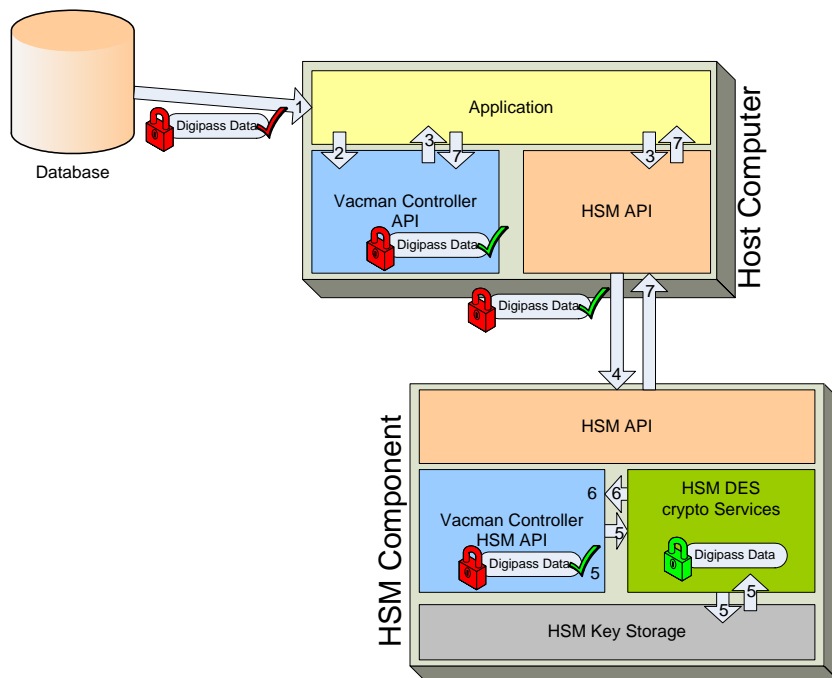 Database
1
Digipass Data
Application
2
3
7
3
7
Vacman Controller
API
Digipass Data
HSM API
Host Computer
Digipass Data
7
4
HSM Component
HSM API
Vacman Controller
HSM API
Digipass Data
5
6
6
5
HSM DES
crypto Services
Digipass Data
5
5
HSM Key Storage